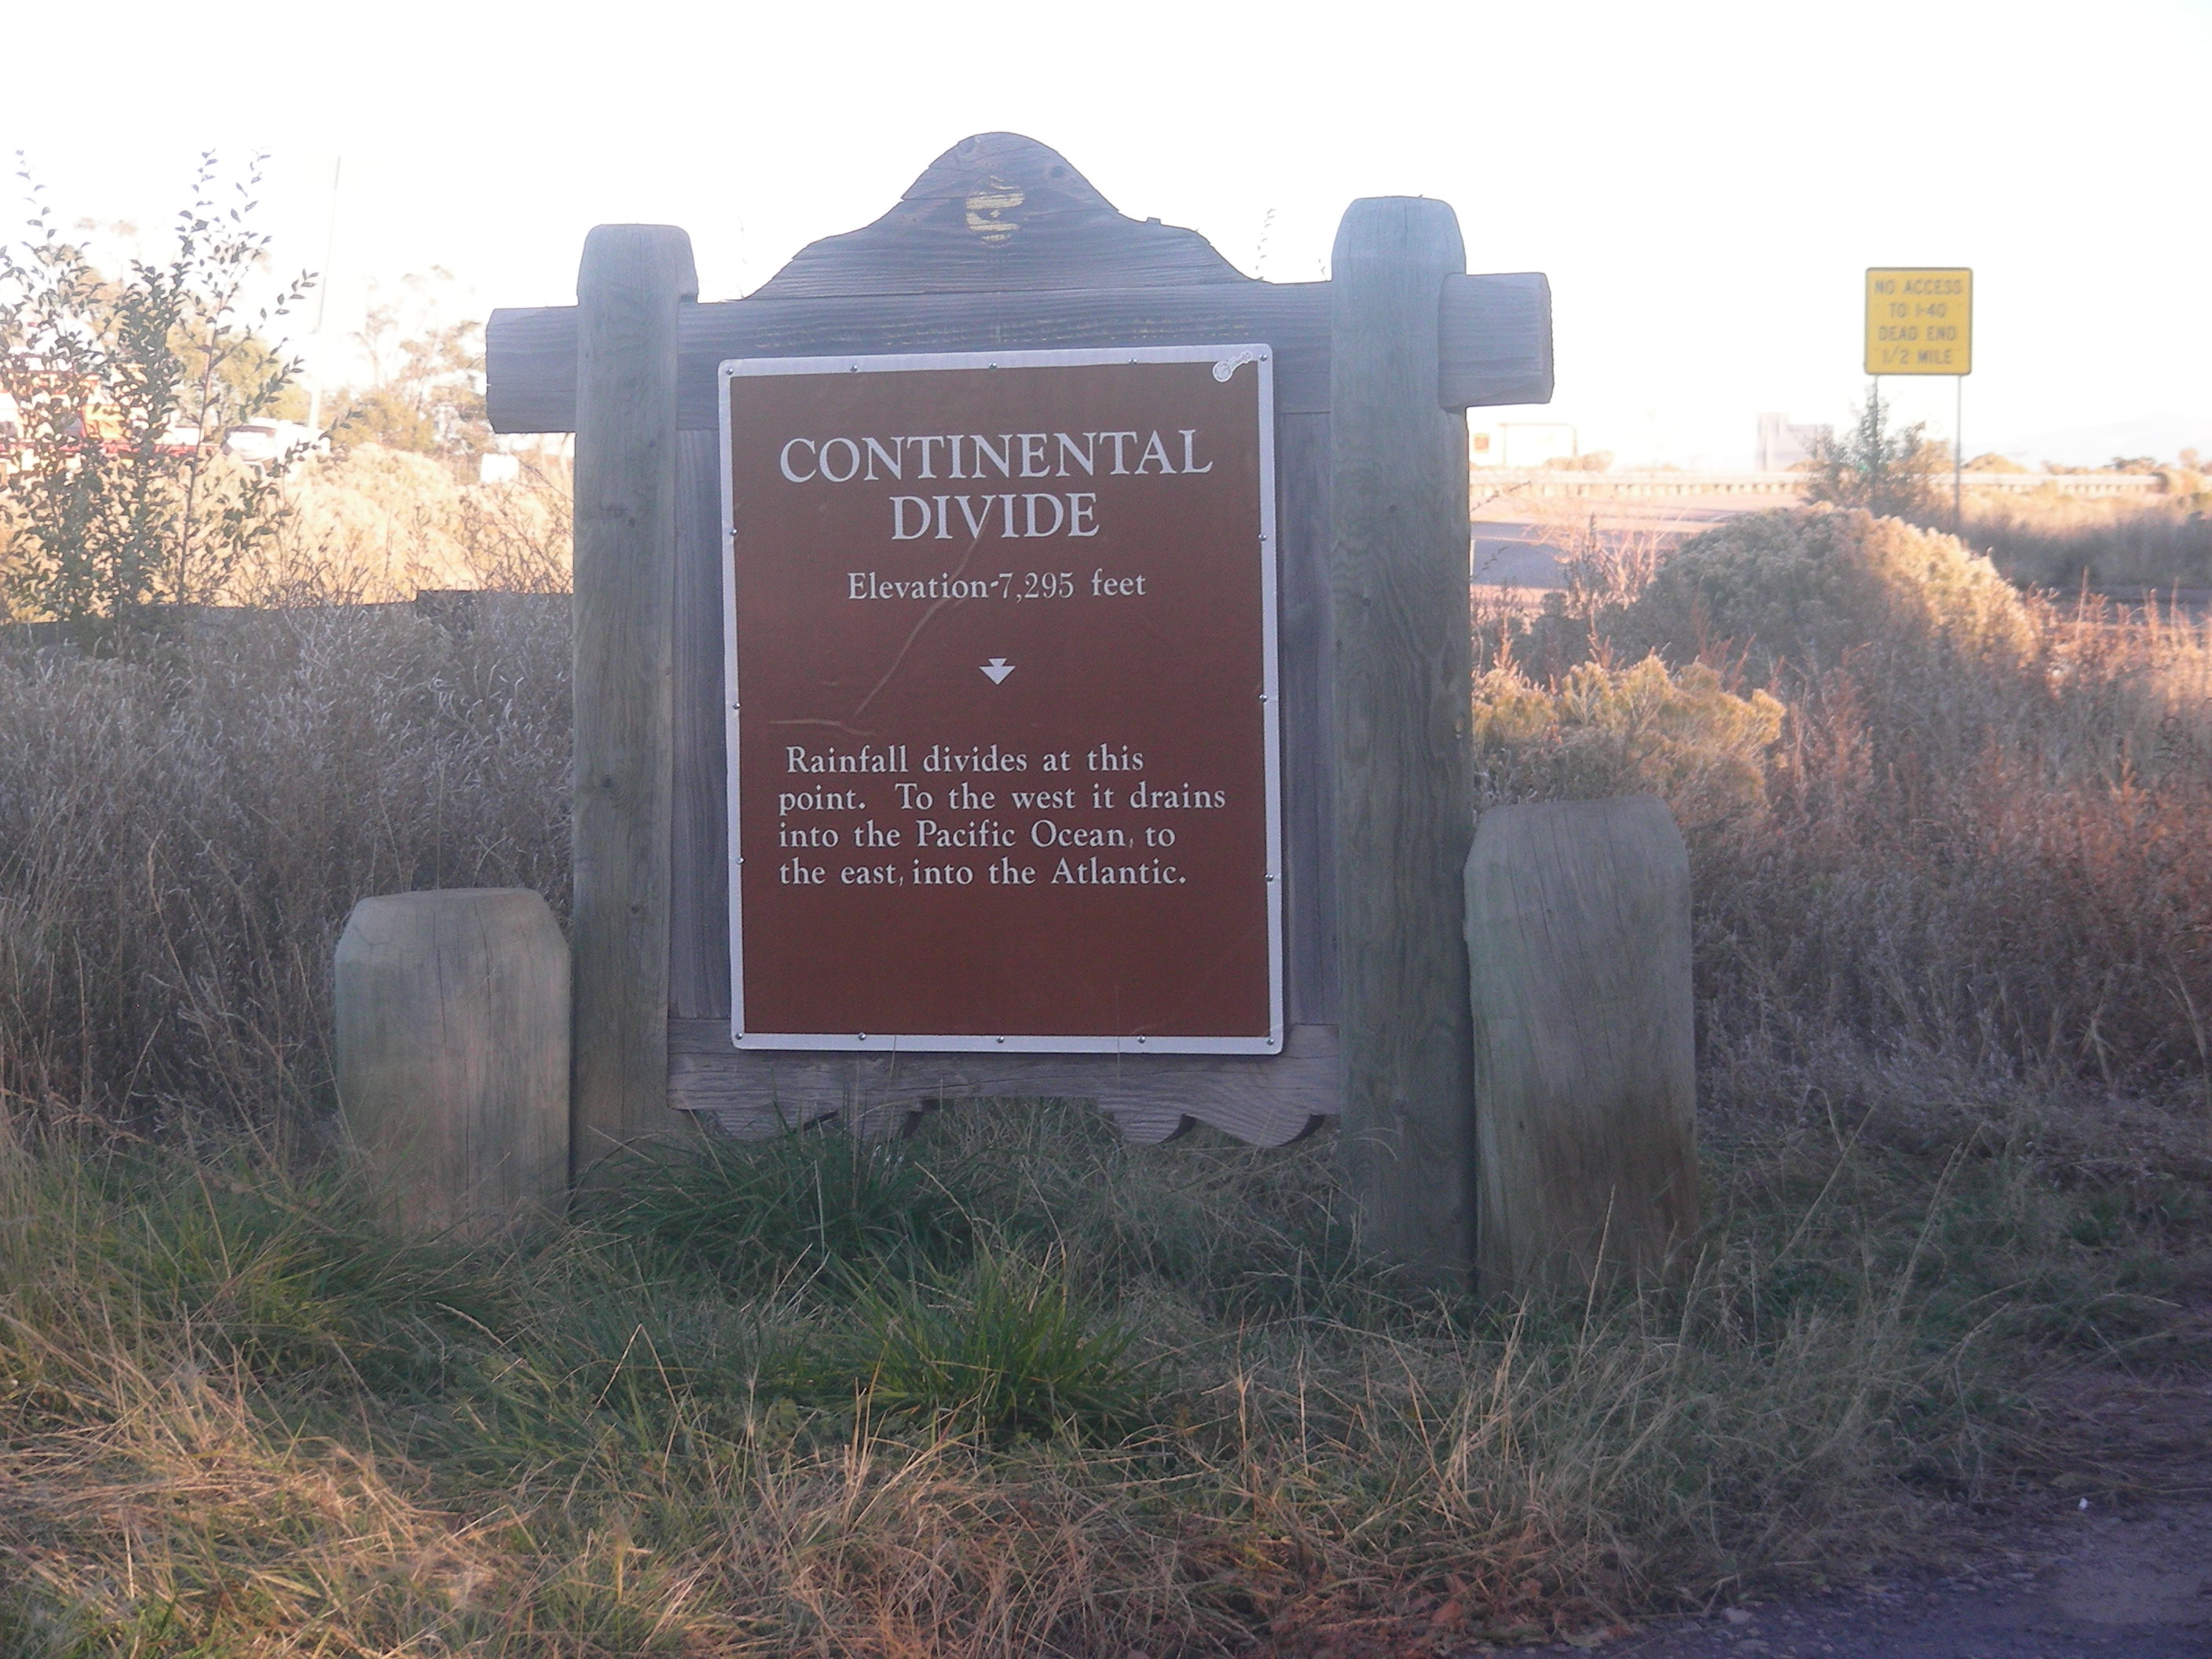 CONTINENTAL
DIVIDE
Elevation-7,295 feet
Rainfall divides at this
point. To the west it drains
into the Pacific Ocean, to
the east, into the Atlantic.
NO ACCESS
TO I-40
DEAD END
1/2 MILE